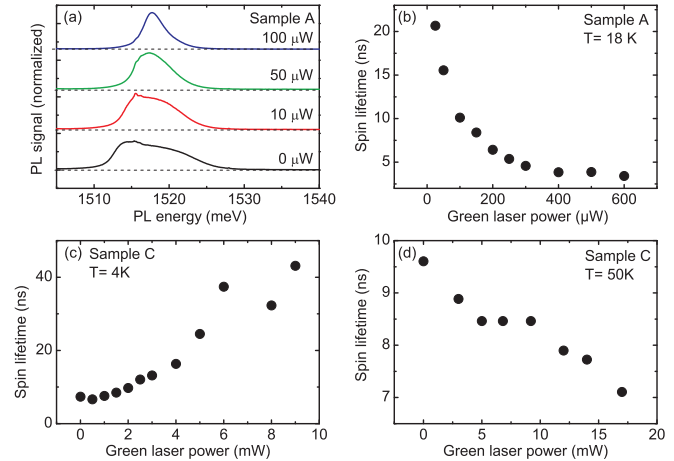 (a)
Sample A
100 μW
50 μW
10 μW
0 μW
PL signal (normalized)
1510 1520 1530 1540
PL energy (meV)
(b)
Sample A
T= 18 K
20
15
10
5
Spin lifetime (ns)
0 200 400 600
Green laser power (μW)
(c)
Sample C
T= 4K
40
20
0
Spin lifetime (ns)
0 2 4 6 8 10
Green laser power (mW)
(d)
Sample C
T= 50K
10
9
8
7
Spin lifetime (ns)
0 5 10 15 20
Green laser power (mW)